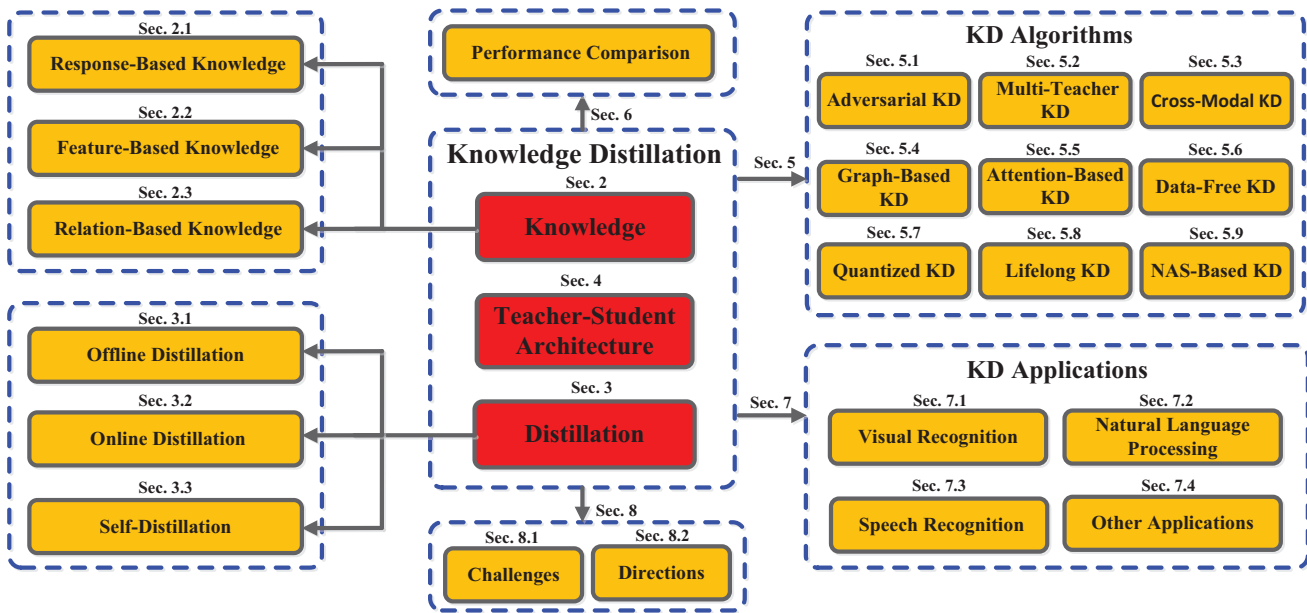 Sec. 2.1
Response-Based Knowledge
Sec. 2.2
Feature-Based Knowledge
Sec. 2.3
Relation-Based Knowledge
Sec. 3.1
Offline Distillation
Sec. 3.2
Online Distillation
Sec. 3.3
Self-Distillation
Performance Comparison
Sec. 6
Knowledge Distillation
Sec. 2
Knowledge
Sec. 4
Teacher-Student
Architecture
Sec. 3
Distillation
Sec. 8
Sec. 8.1
Challenges
Sec. 8.2
Directions
Sec. 5
KD Algorithms
Sec. 5.1
Adversarial KD
Sec. 5.2
Multi-Teacher
KD
Sec. 5.3
Cross-Modal KD
Sec. 5.4
Graph-Based
KD
Sec. 5.5
Attention-Based
KD
Sec. 5.6
Data-Free KD
Sec. 5.7
Quantized KD
Sec. 5.8
Lifelong KD
Sec. 5.9
NAS-Based KD
Sec. 7
KD Applications
Sec. 7.1
Visual Recognition
Sec. 7.2
Natural Language
Processing
Sec. 7.3
Speech Recognition
Sec. 7.4
Other Applications